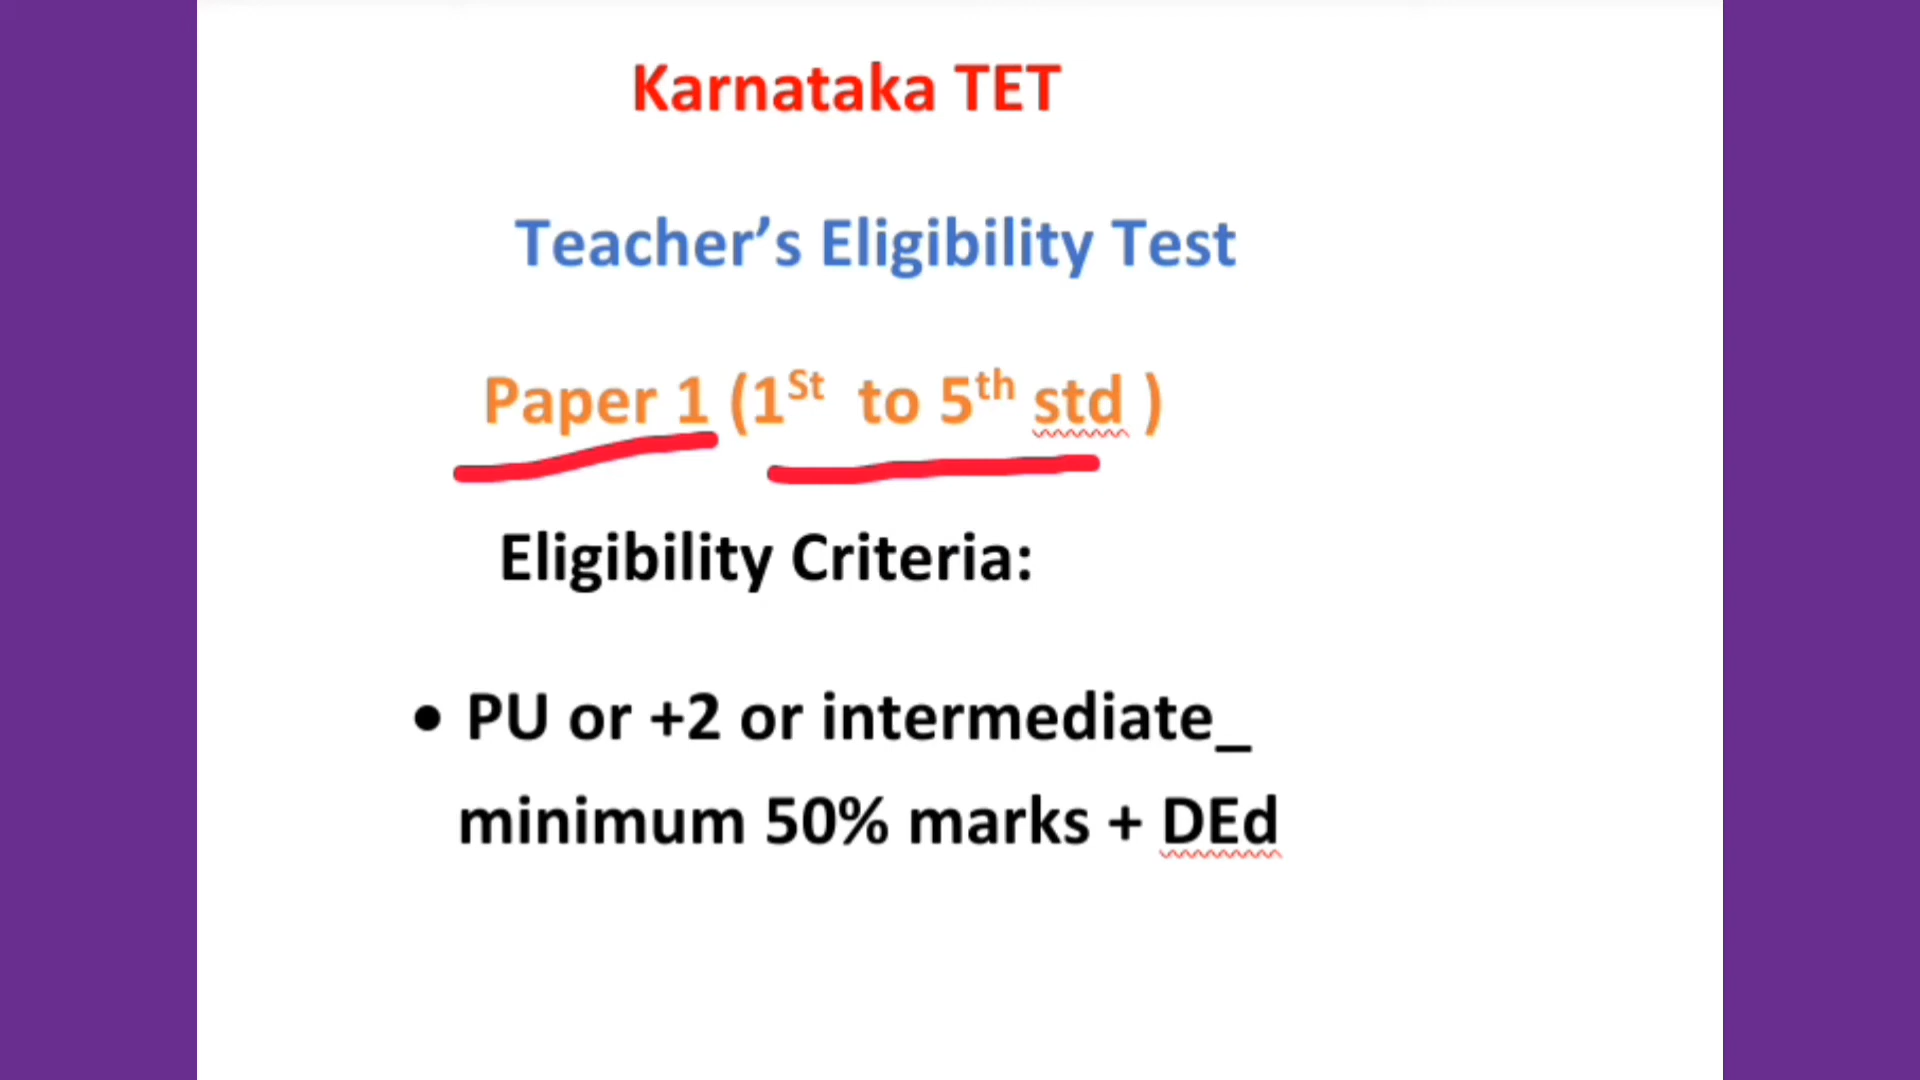 Karnataka TET
Teacher’s Eligibility Test
Paper 1 (1St to 5th std )
Eligibility Criteria:
• PU or +2 or intermediate_
minimum 50% marks + DEd